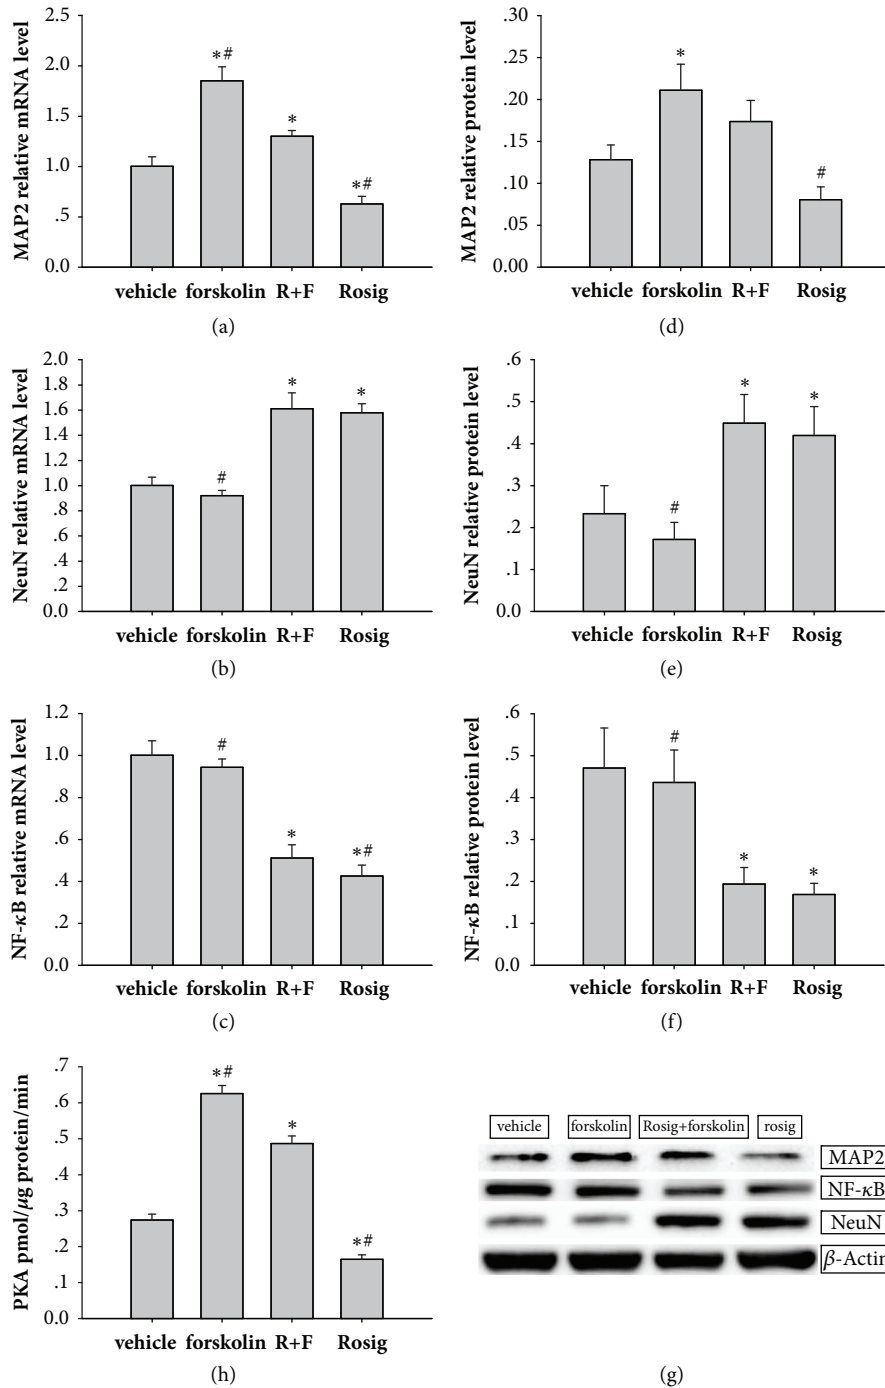 MAP2 relative mRNA level
2.5
2.0
1.5
1.0
.5
0.0
*#
*
*#
vehicle forskolin R+F Rosig
(a)
MAP2 relative protein level
.30
.25
.20
.15
.10
.05
0.00
*
#
vehicle forskolin R+F Rosig
(d)
NeuN relative mRNA level
2.0
1.8
1.6
1.4
1.2
1.0
.8
.6
.4
.2
0.0
#
*
*
vehicle forskolin R+F Rosig
(b)
NeuN relative protein level
.6
.5
.4
.3
.2
.1
0.0
#
*
*
vehicle forskolin R+F Rosig
(e)
NF-κB relative mRNA level
1.2
1.0
.8
.6
.4
.2
0.0
#
*
*#
vehicle forskolin R+F Rosig
(c)
NF-κB relative protein level
.6
.5
.4
.3
.2
.1
0.0
#
*
*
vehicle forskolin R+F Rosig
(f)
PKA pmol/μg protein/min
.7
.6
.5
.4
.3
.2
.1
0.0
*#
*
*#
vehicle forskolin R+F Rosig
(h)
vehicle forskolin Rosig+forskolin rosig
MAP2
NF-κB
NeuN
β-Actin
(g)